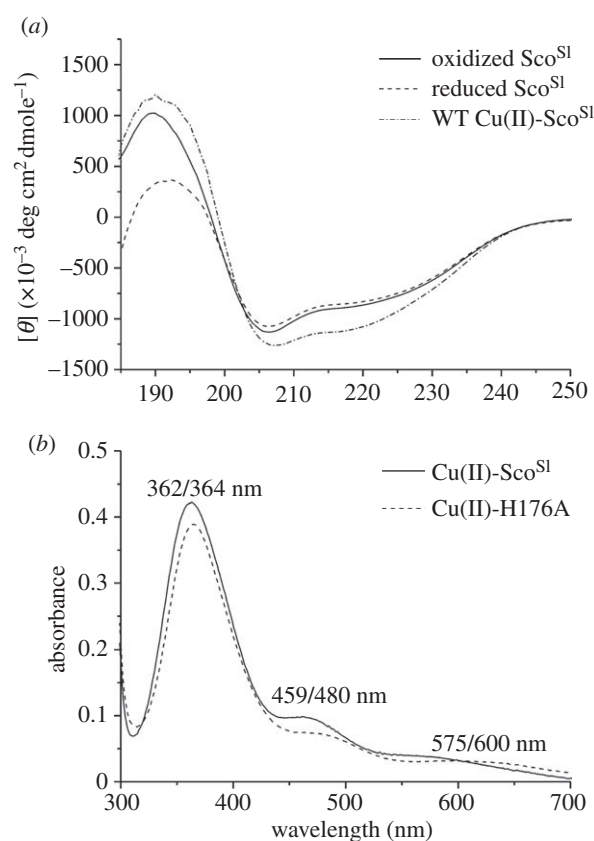 (a)
oxidized Sco^Sl
reduced Sco^Sl
WT Cu(II)-Sco^Sl
[θ] (×10⁻³ deg cm² dmole⁻¹)
1500
1000
500
0
−500
−1000
−1500
190 200 210 220 230 240 250
(b)
Cu(II)-Sco^Sl
Cu(II)-H176A
362/364 nm
459/480 nm
575/600 nm
absorbance
0.5
0.4
0.3
0.2
0.1
0
300 400 500 600 700
wavelength (nm)